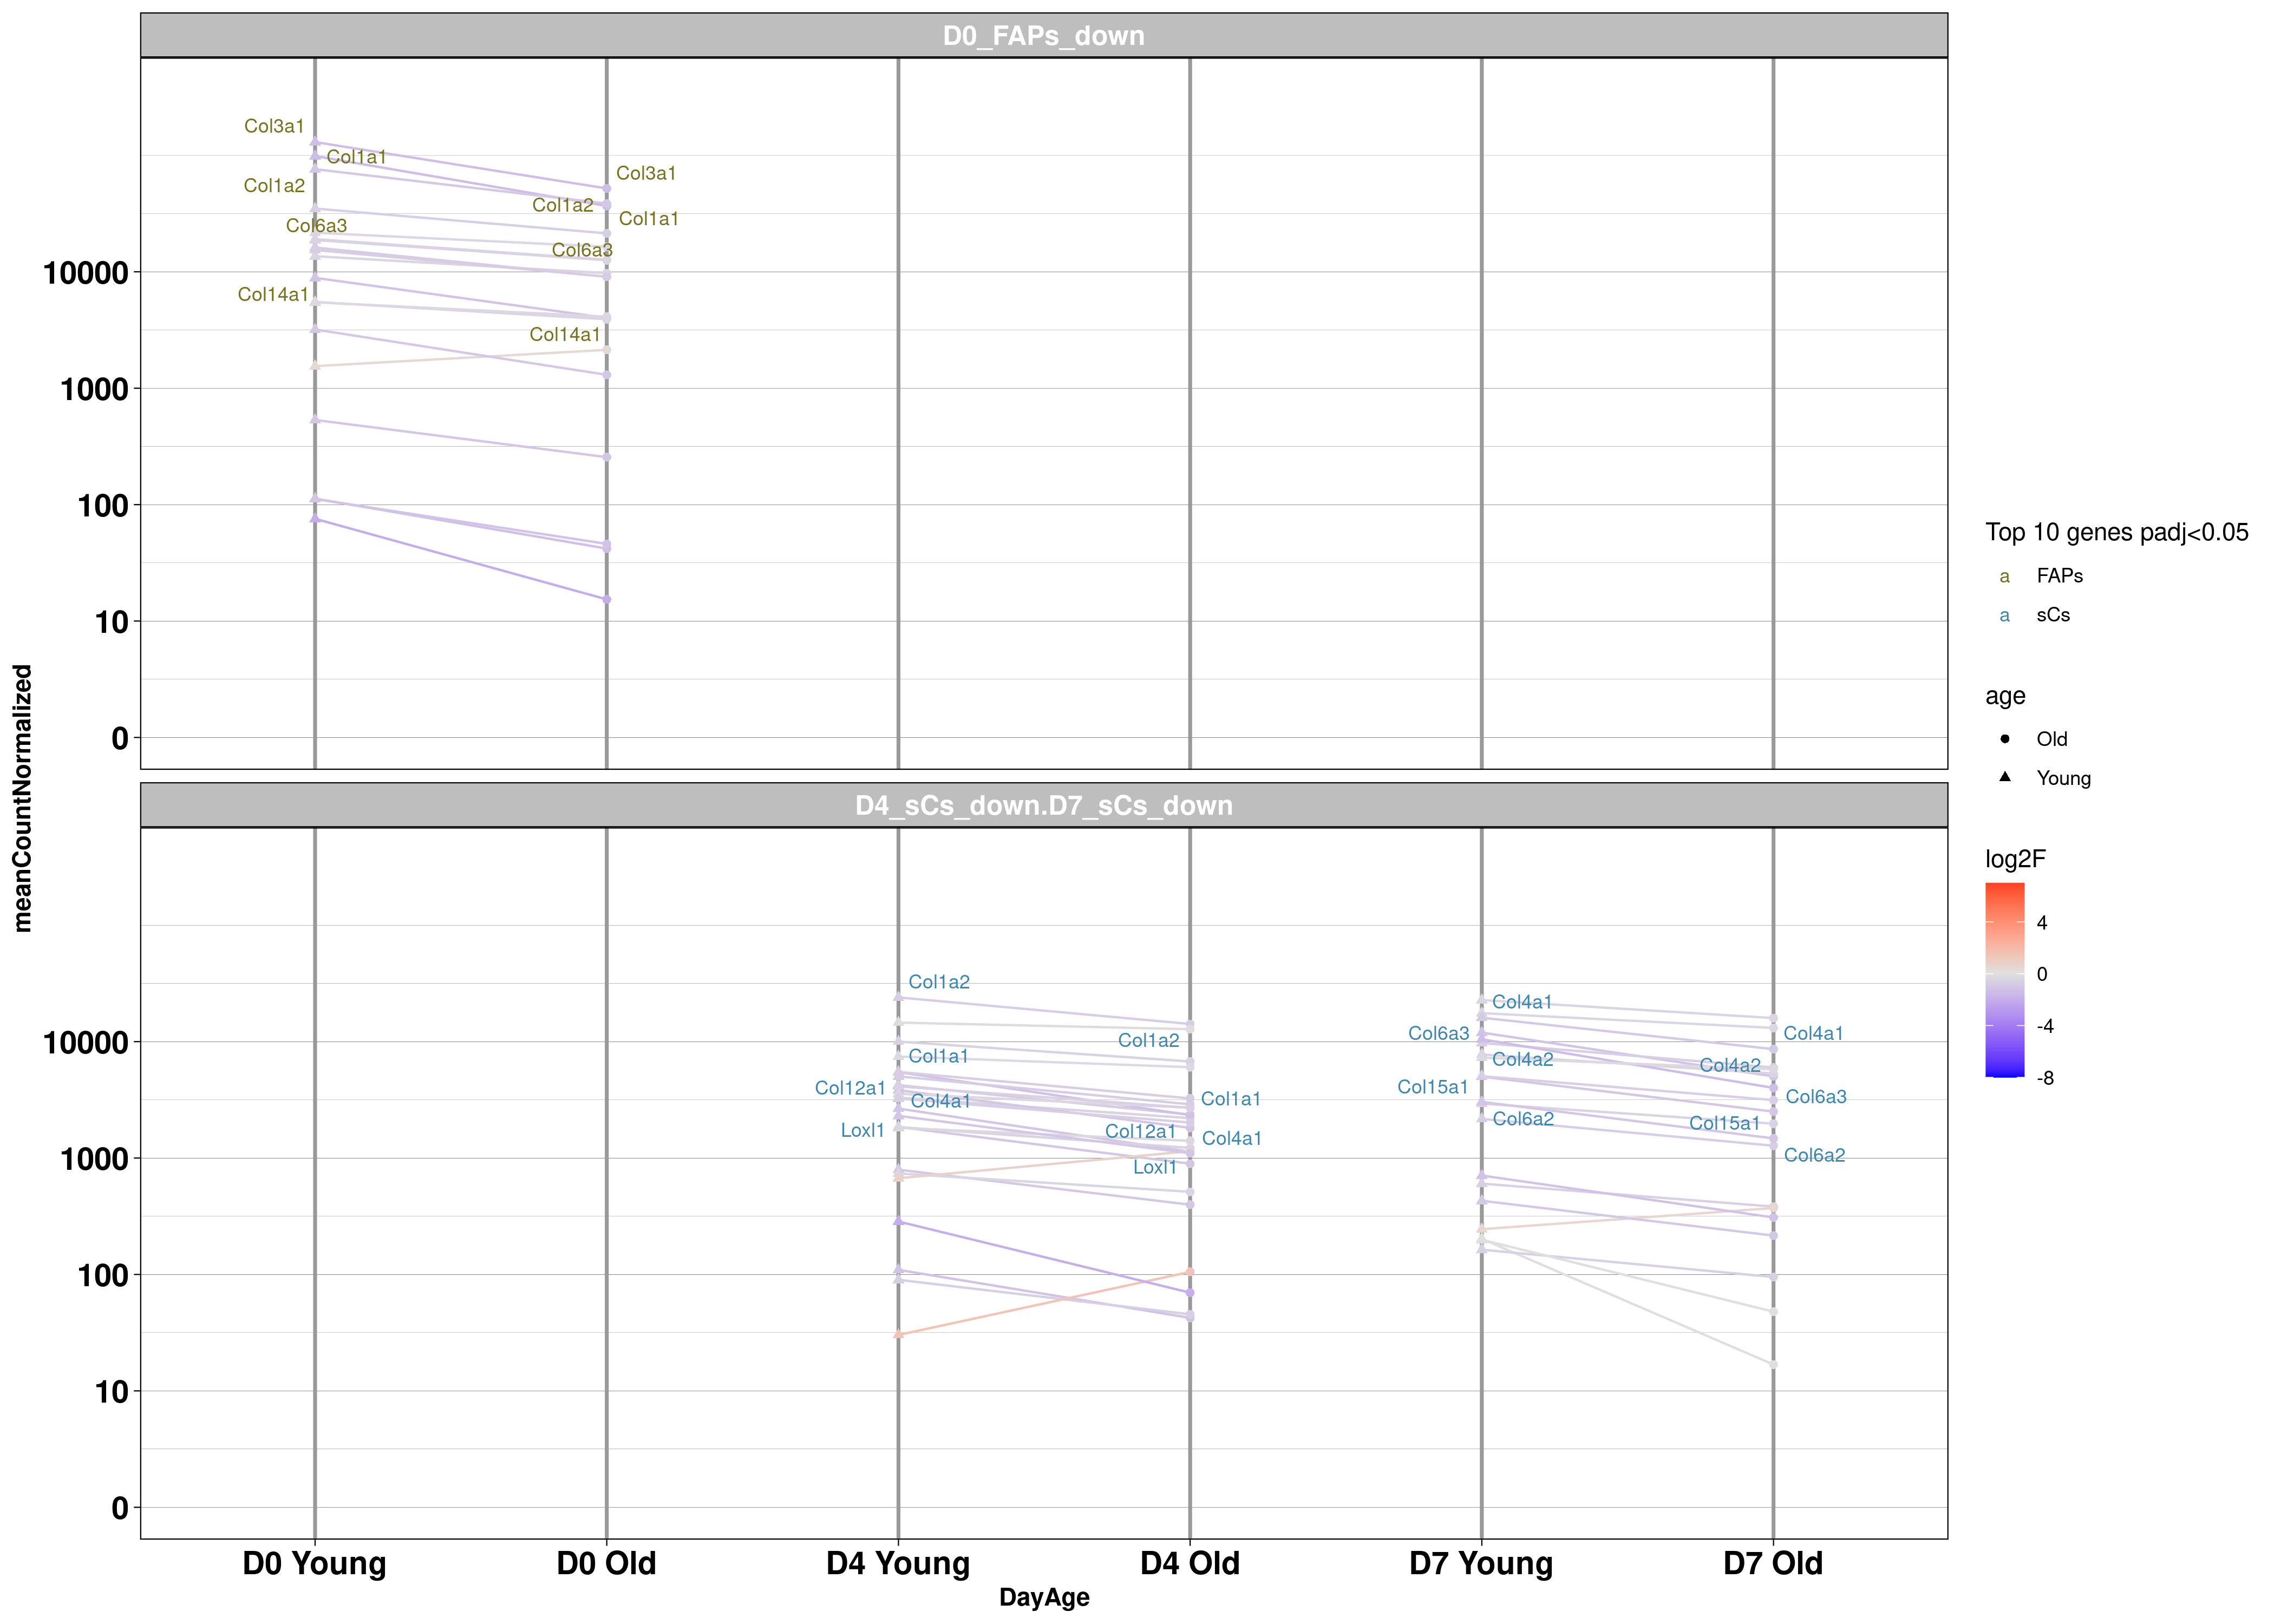 D0_FAPs_down
Col3a1
Col1a1
Col3a1
Col1a2
Col1a2
Col1a1
Col6a3
Col6a3
10000
Col14a1
Col14a1
1000
100
10
0
meanCountNormalized
D4_sCs_down.D7_sCs_down
Col1a2
Col4a1
10000
Col1a2
Col6a3
Col4a1
Col1a1
Col4a2
Col4a2
Col12a1
Col15a1
Col4a1
Col1a1
Col6a3
Loxl1
Col12a1
Col4a1
Col6a2
Col15a1
1000
Loxl1
Col6a2
100
10
0
D0 Young
D0 Old
D4 Young
D4 Old
D7 Young
D7 Old
DayAge
Top 10 genes padj<0.05
a FAPs
a sCs
age
Old
Young
log2F
4
0
-4
-8